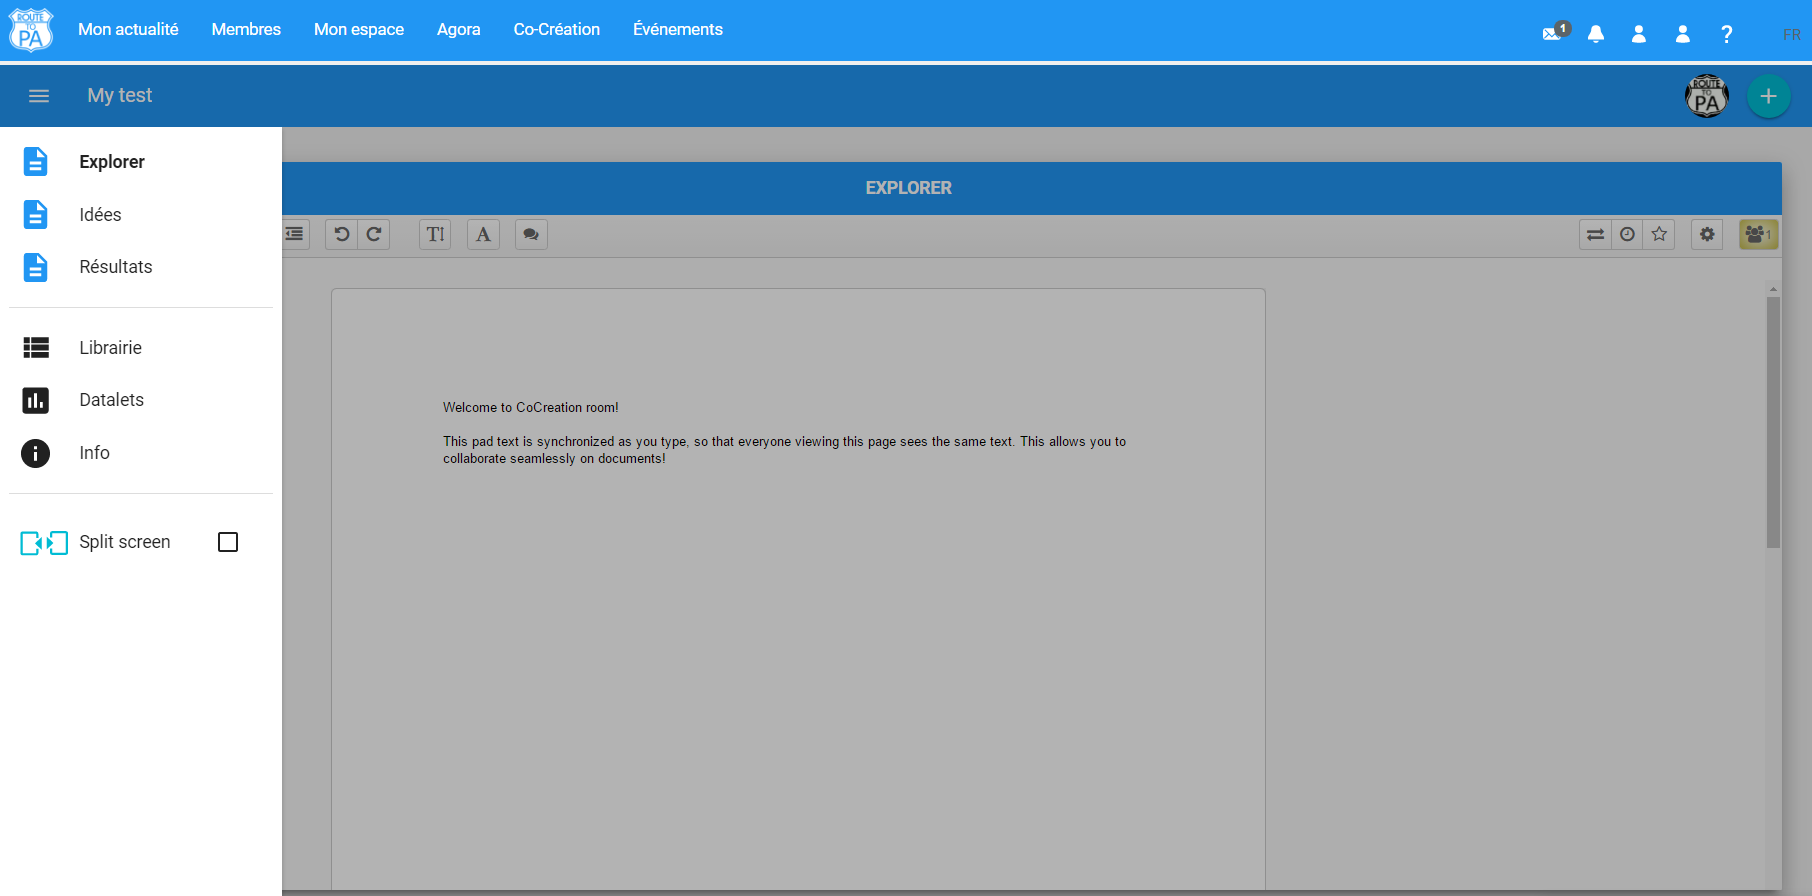 ROUTE
TO
PA
Mon actualité
Membres
Mon espace
Agora
Co-Création
Événements
1
?
FR
My test
ROUTE
TO
PA
+
Explorer
Idées
Résultats
Librairie
Datalets
Info
Split screen
EXPLORER
1
Welcome to CoCreation room!
This pad text is synchronized as you type, so that everyone viewing this page sees the same text. This allows you to
collaborate seamlessly on documents!